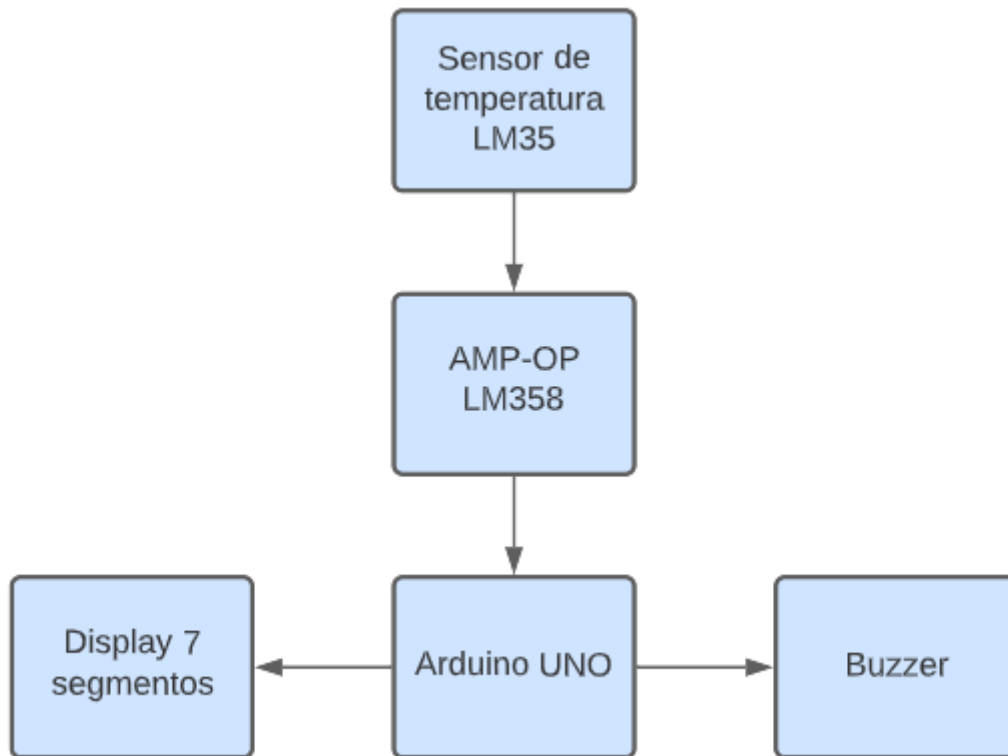 Sensor de
temperatura
LM35
AMP-OP
LM358
Display 7
segmentos
Arduino UNO
Buzzer